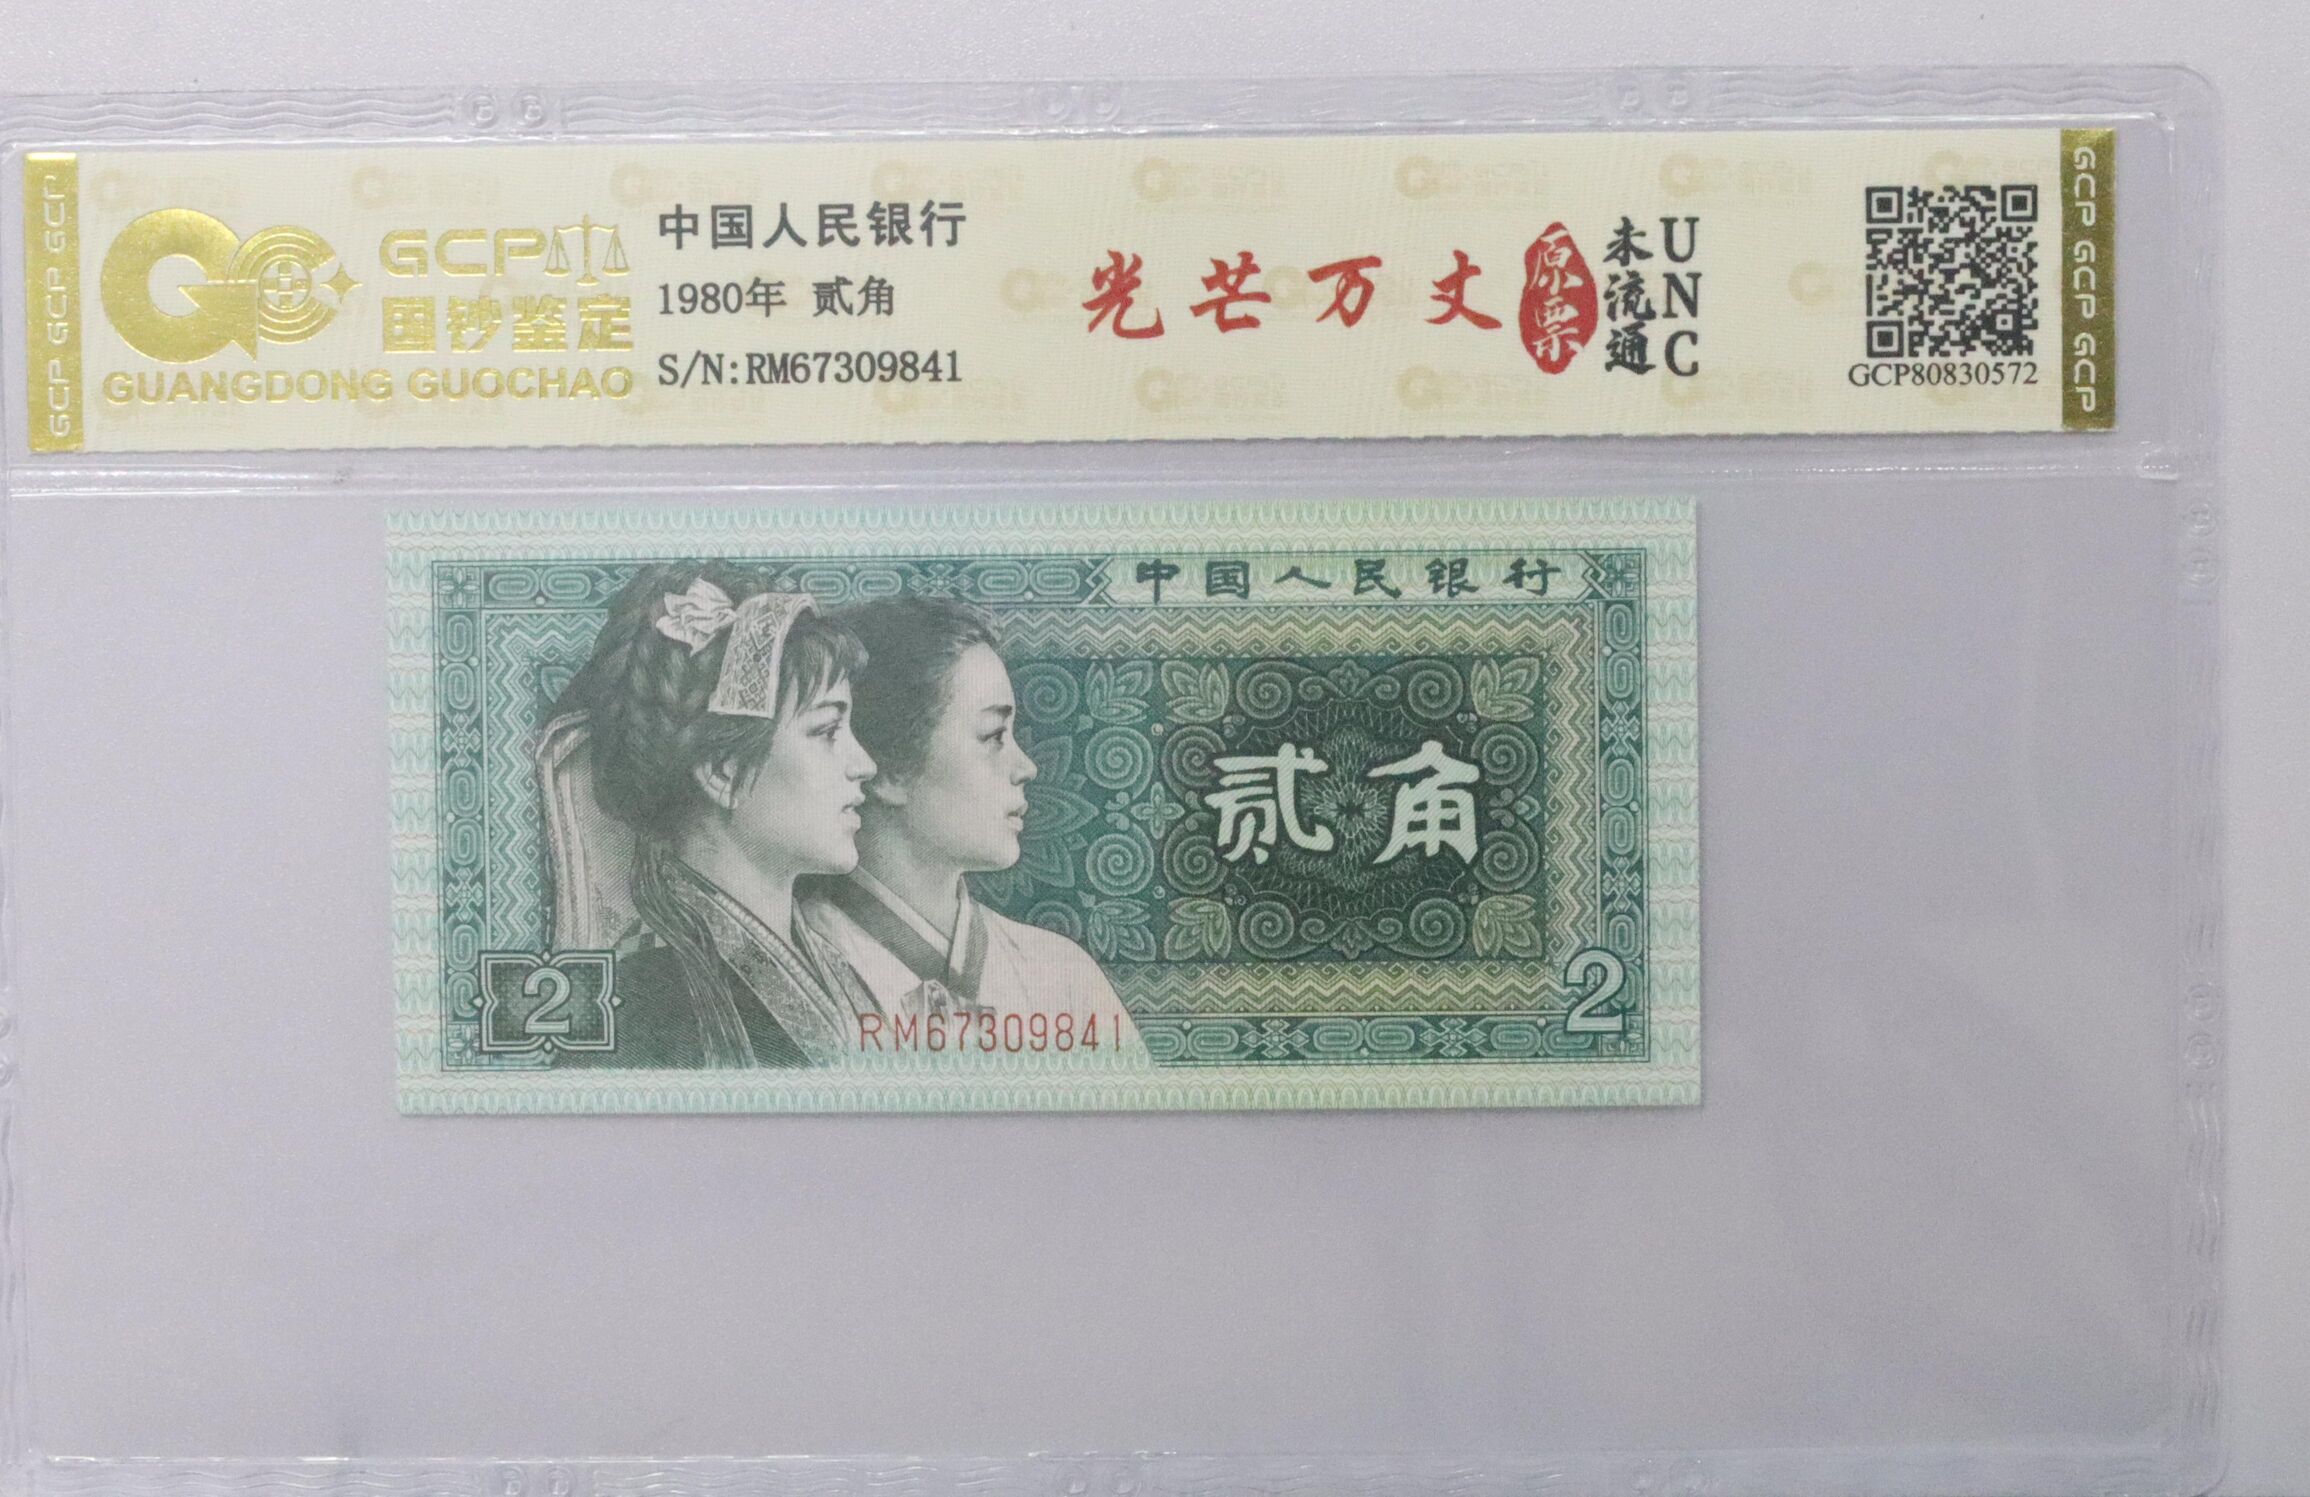 GCP GCP GCP
GCP
国钞鉴定
GUANGDONG GUOCHAO
中国人民银行
1980年 贰角
S/N:RM67309841
光芒万丈
原票
未流通
UNC
GCP80830572
GCP GCP GCP
中国人民银行
贰角
2
RM67309841
2